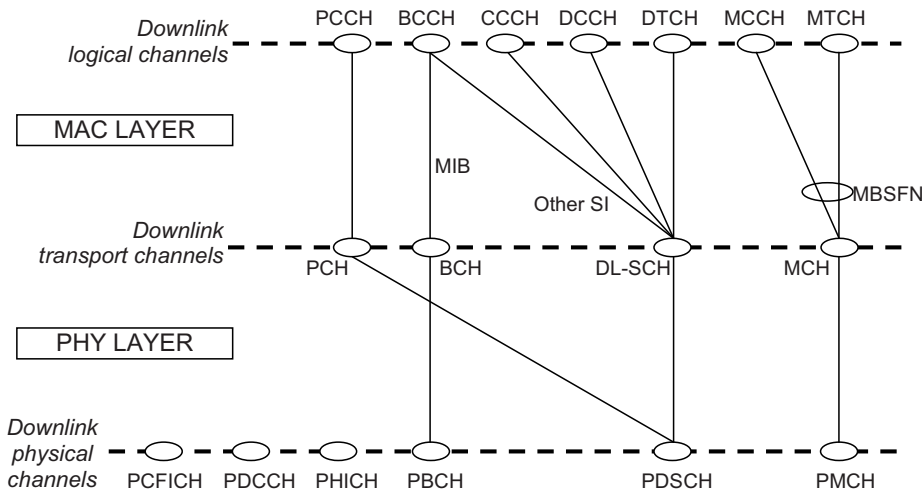 Downlink
logical channels
PCCH BCCH CCCH DCCH DTCH MCCH MTCH
MAC LAYER
MIB
MBSFN
Other SI
Downlink
transport channels
PCH BCH DL-SCH MCH
PHY LAYER
Downlink
physical
channels
PCFICH PDCCH PHICH PBCH PDSCH PMCH